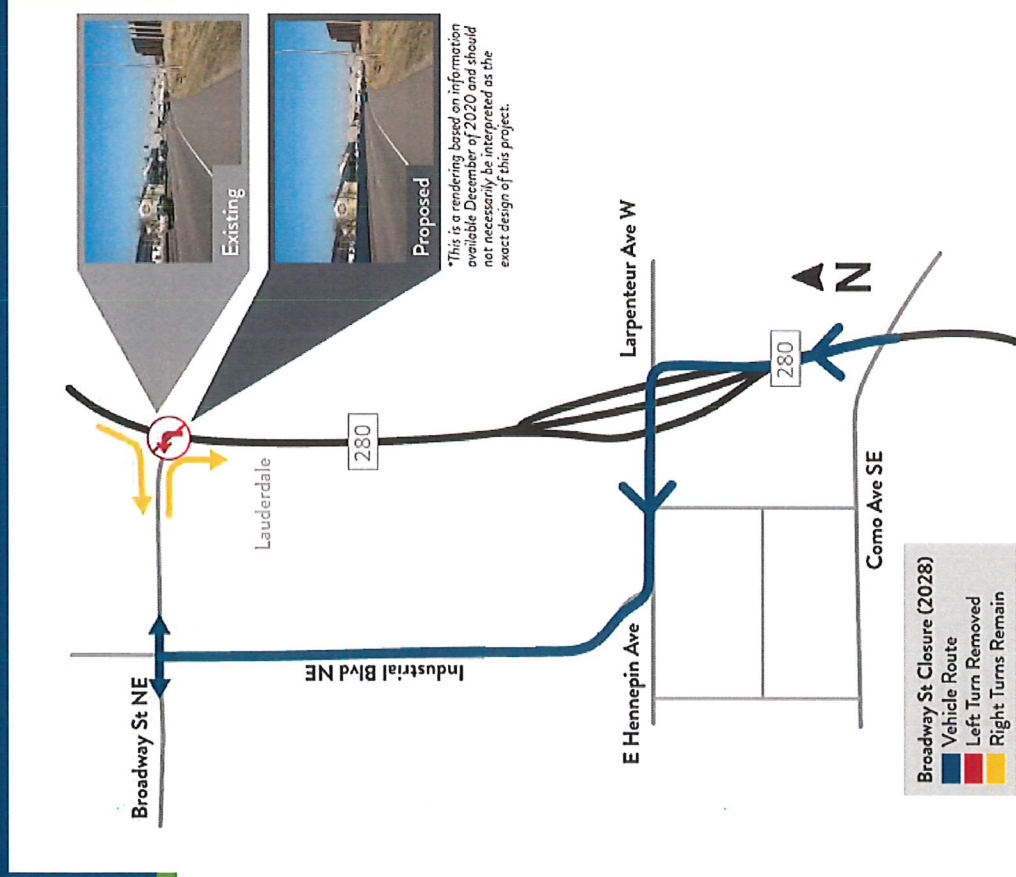 Existing
Proposed
*This is a rendering based on information
available December of 2020 and should
not necessarily be interpreted as the
exact design of this project.
Broadway St NE
280
Lauderdale
Industrial Blvd NE
Larpenteur Ave W
E Hennepin Ave
280
N
Como Ave SE
Broadway St Closure (2028)
Vehicle Route
Left Turn Removed
Right Turns Remain